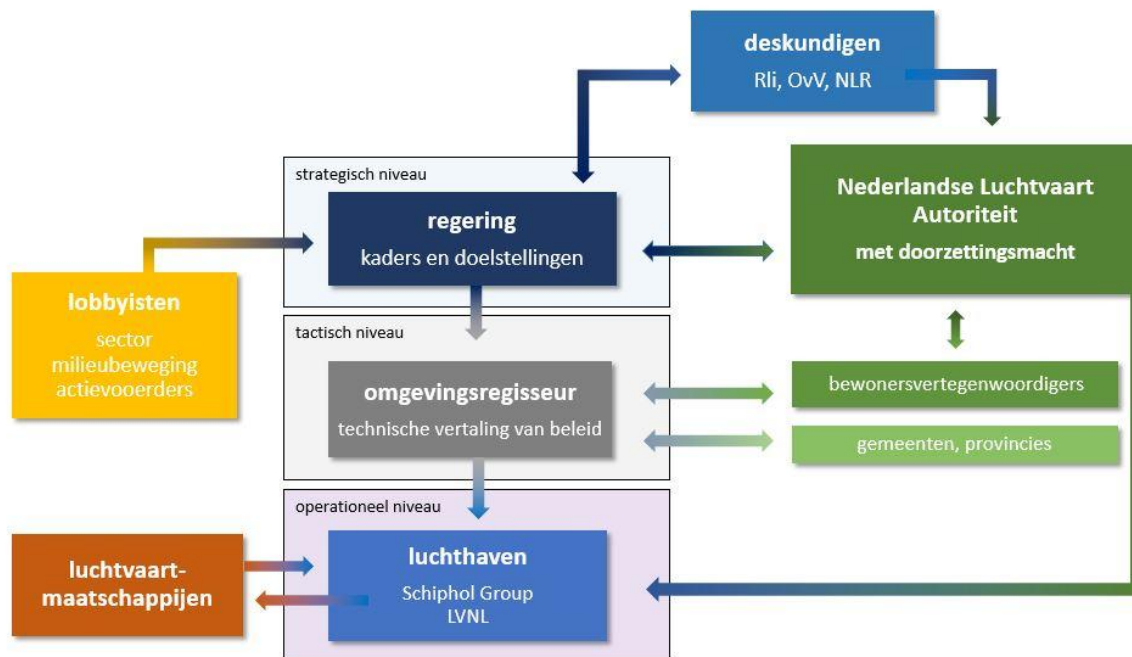 deskundigen
Rli, OvV, NLR
strategisch niveau
regering
kaders en doelstellingen
Nederlandse Luchtvaart
Autoriteit
met doorzettingsmacht
lobbyisten
sector
milieubeweging
actievooerders
tactisch niveau
omgevingsregisseur
technische vertaling van beleid
bewonersvertegenwoordigers
gemeenten, provincies
operationeel niveau
luchthaven
Schiphol Group
LVNL
luchtvaart-
maatschappijen